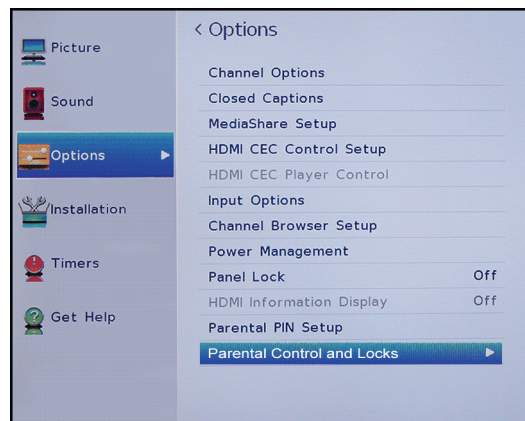 Picture
Sound
Options
Installation
Timers
Get Help
< Options
Channel Options
Closed Captions
MediaShare Setup
HDMI CEC Control Setup
HDMI CEC Player Control
Input Options
Channel Browser Setup
Power Management
Panel Lock Off
HDMI Information Display Off
Parental PIN Setup
Parental Control and Locks